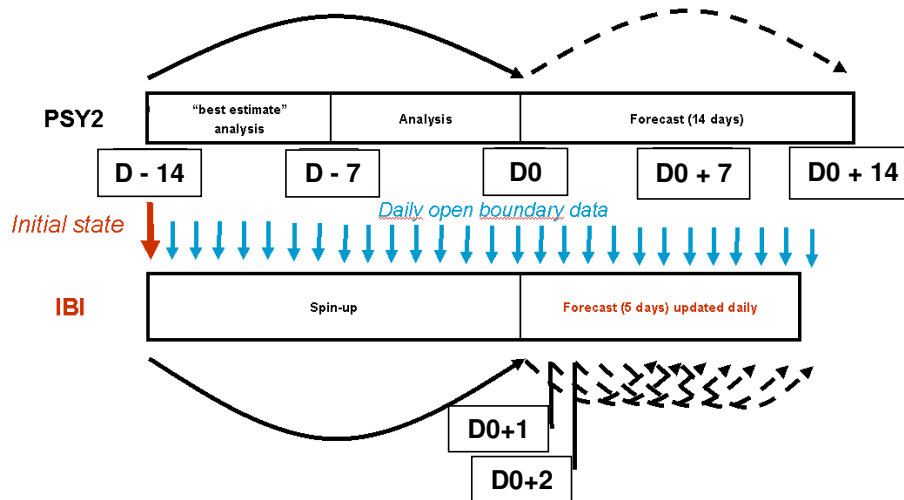 PSY2
“best estimate”
analysis
Analysis
Forecast (14 days)
D - 14
D - 7
D0
D0 + 7
D0 + 14
Initial state
Daily open boundary data
IBI
Spin-up
Forecast (5 days) updated daily
D0+1
D0+2